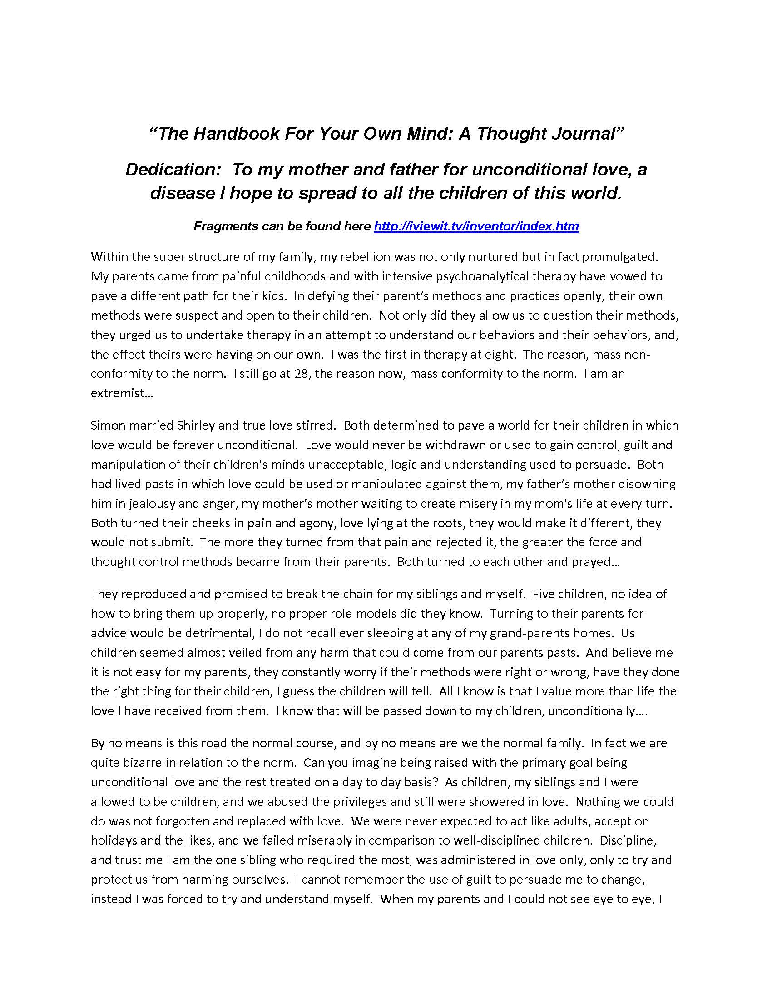 “The Handbook For Your Own Mind: A Thought Journal”
Dedication:  To my mother and father for unconditional love, a
disease I hope to spread to all the children of this world.
Fragments can be found here http://iviewit.tv/inventor/index.htm
Within the super structure of my family, my rebellion was not only nurtured but in fact promulgated.
My parents came from painful childhoods and with intensive psychoanalytical therapy have vowed to
pave a different path for their kids.  In defying their parent’s methods and practices openly, their own
methods were suspect and open to their children.  Not only did they allow us to question their methods,
they urged us to undertake therapy in an attempt to understand our behaviors and their behaviors, and,
the effect theirs were having on our own.  I was the first in therapy at eight.  The reason, mass non-
conformity to the norm.  I still go at 28, the reason now, mass conformity to the norm.  I am an
extremist…
Simon married Shirley and true love stirred.  Both determined to pave a world for their children in which
love would be forever unconditional.  Love would never be withdrawn or used to gain control, guilt and
manipulation of their children's minds unacceptable, logic and understanding used to persuade.  Both
had lived pasts in which love could be used or manipulated against them, my father’s mother disowning
him in jealousy and anger, my mother's mother waiting to create misery in my mom's life at every turn.
Both turned their cheeks in pain and agony, love lying at the roots, they would make it different, they
would not submit.  The more they turned from that pain and rejected it, the greater the force and
thought control methods became from their parents.  Both turned to each other and prayed…
They reproduced and promised to break the chain for my siblings and myself.  Five children, no idea of
how to bring them up properly, no proper role models did they know.  Turning to their parents for
advice would be detrimental, I do not recall ever sleeping at any of my grand-parents homes.  Us
children seemed almost veiled from any harm that could come from our parents pasts.  And believe me
it is not easy for my parents, they constantly worry if their methods were right or wrong, have they done
the right thing for their children, I guess the children will tell.  All I know is that I value more than life the
love I have received from them.  I know that will be passed down to my children, unconditionally….
By no means is this road the normal course, and by no means are we the normal family.  In fact we are
quite bizarre in relation to the norm.  Can you imagine being raised with the primary goal being
unconditional love and the rest treated on a day to day basis?  As children, my siblings and I were
allowed to be children, and we abused the privileges and still were showered in love.  Nothing we could
do was not forgotten and replaced with love.  We were never expected to act like adults, accept on
holidays and the likes, and we failed miserably in comparison to well-disciplined children.  Discipline,
and trust me I am the one sibling who required the most, was administered in love only, only to try and
protect us from harming ourselves.  I cannot remember the use of guilt to persuade me to change,
instead I was forced to try and understand myself.  When my parents and I could not see eye to eye, I